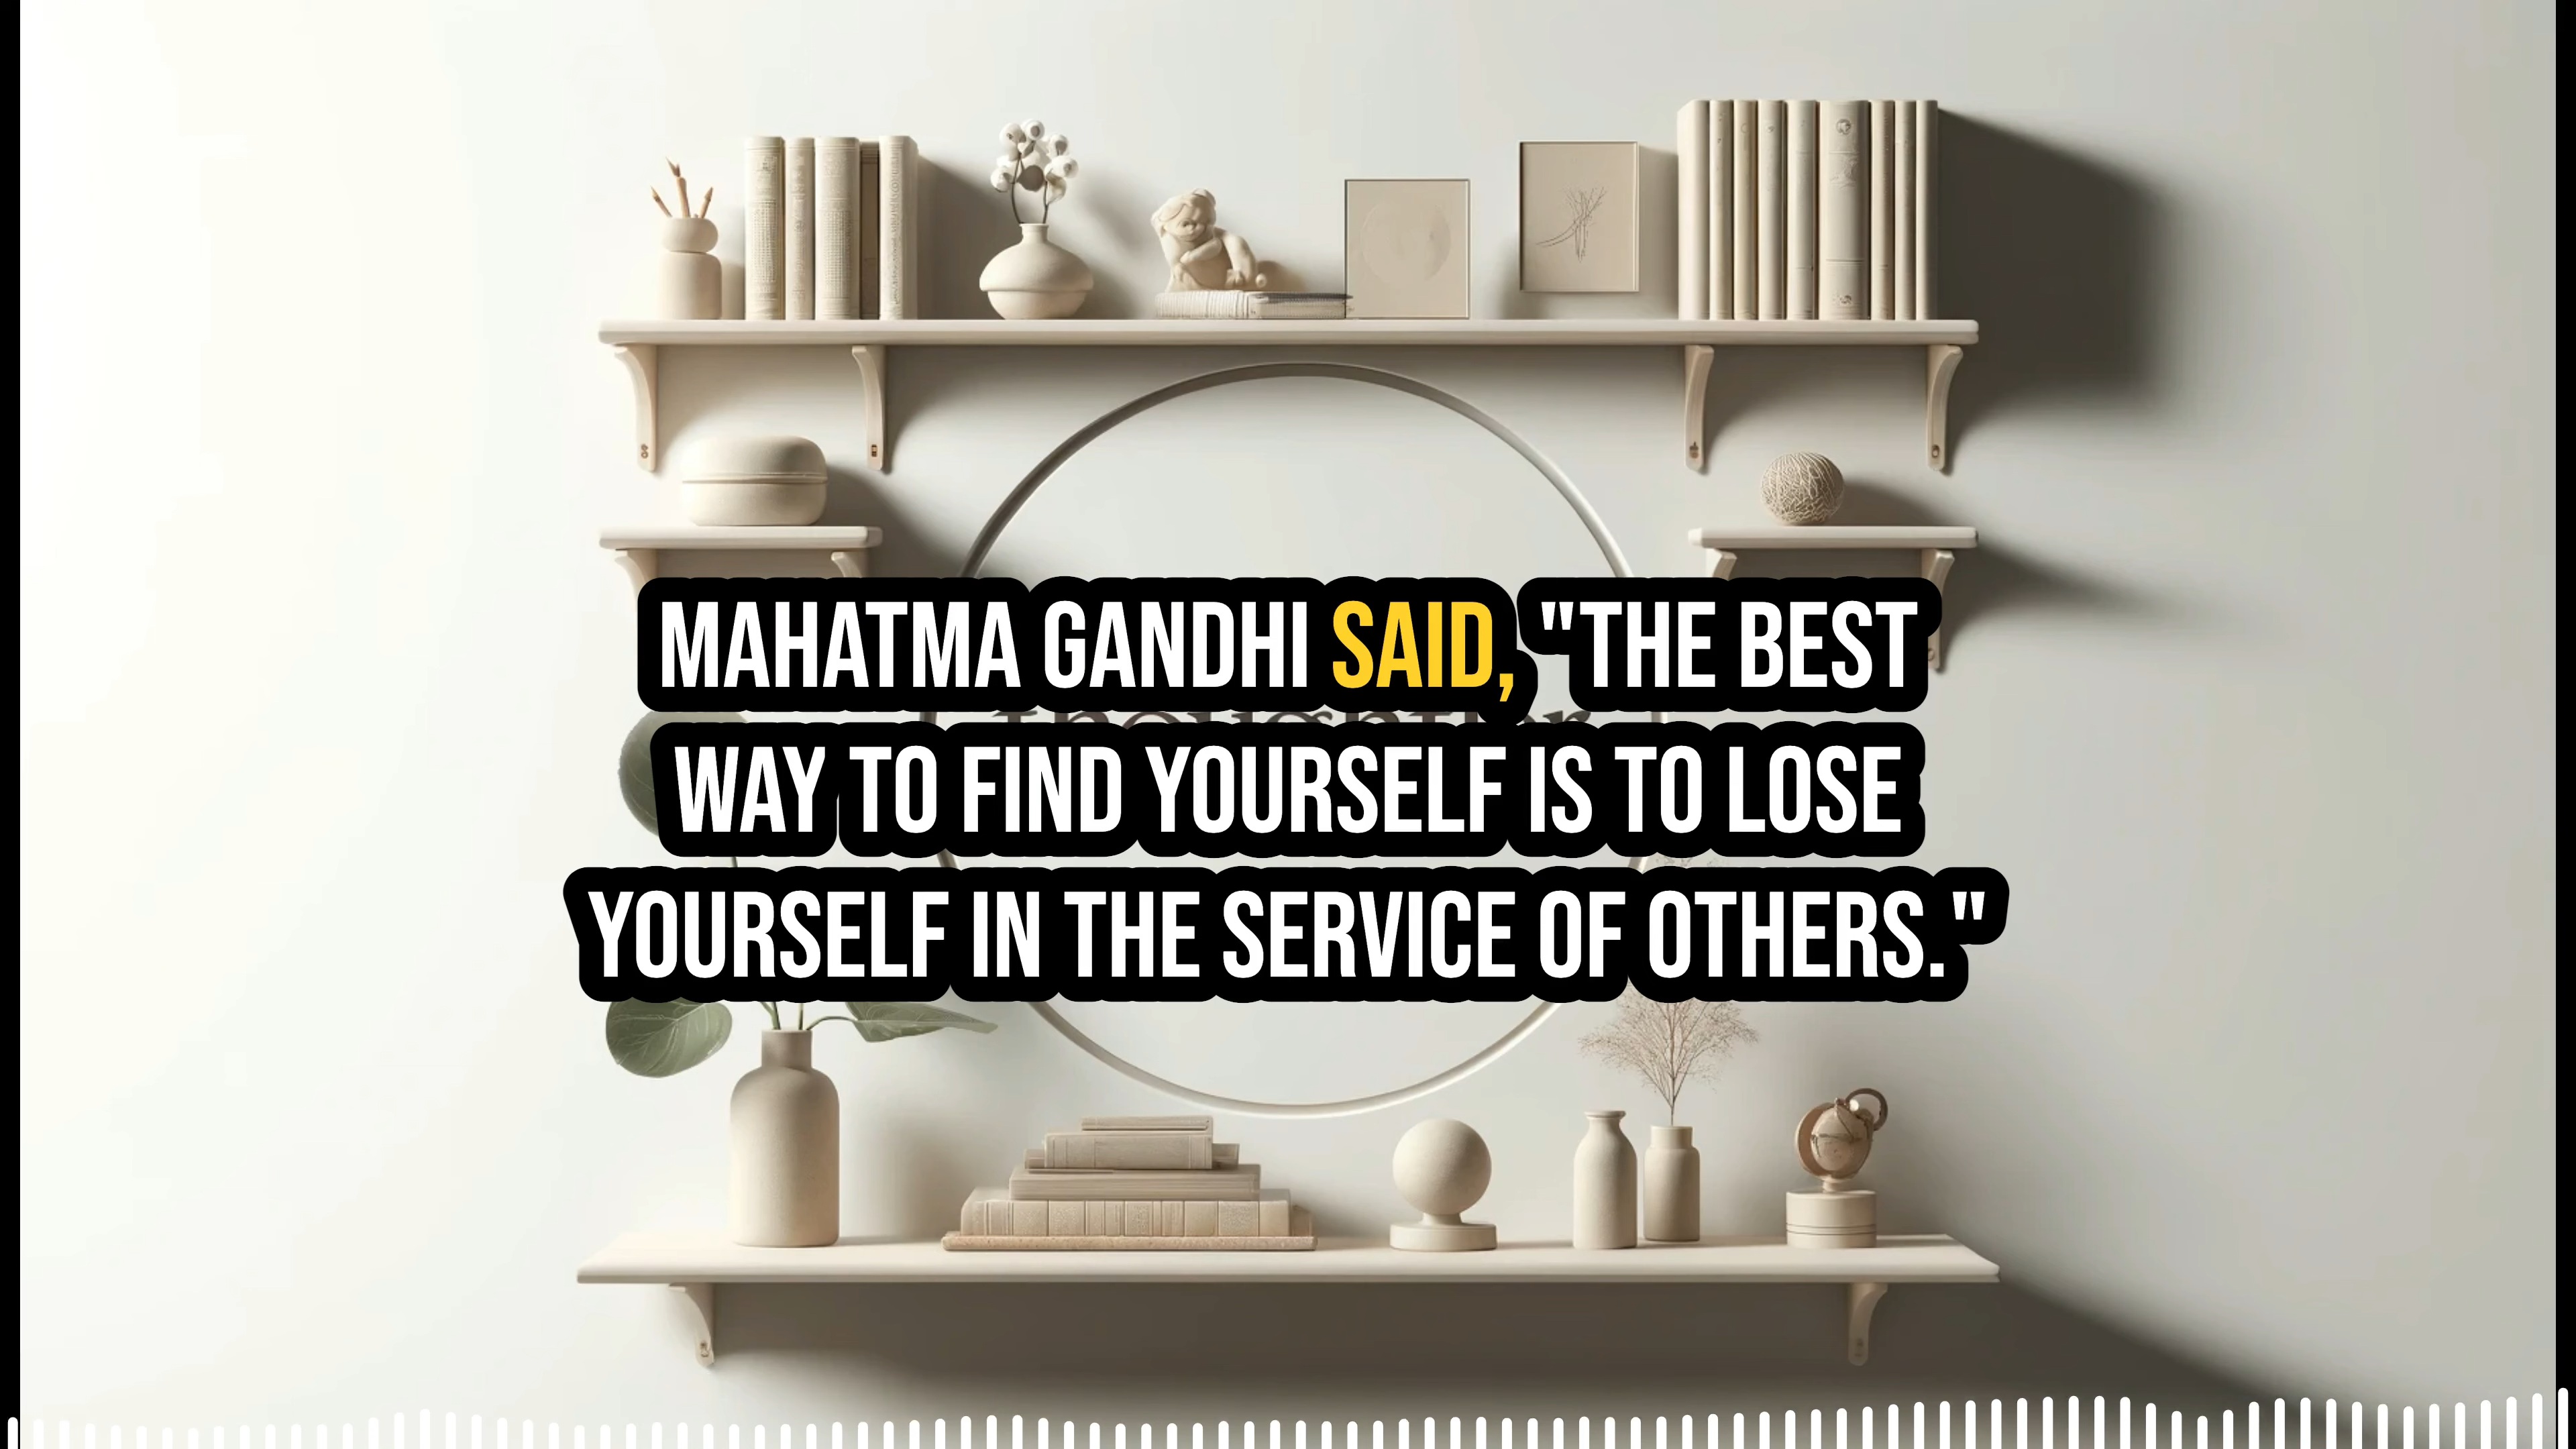 MAHATMA GANDHI SAID, "THE BEST
WAY TO FIND YOURSELF IS TO LOSE
YOURSELF IN THE SERVICE OF OTHERS."